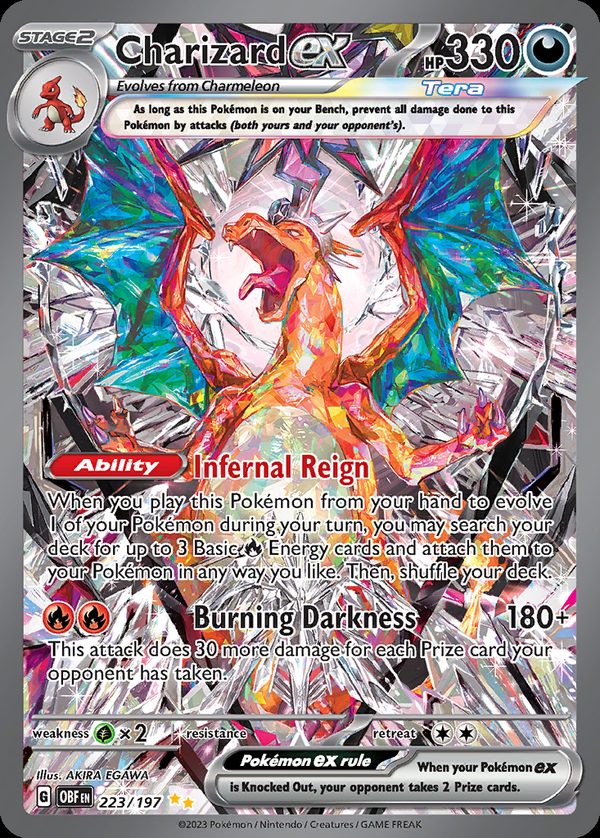 STAGE2 Charizard ex HP330
Evolves from Charmeleon Tera
As long as this Pokémon is on your Bench, prevent all damage done to this
Pokémon by attacks (both yours and your opponent's).
Ability Infernal Reign
When you play this Pokémon from your hand to evolve
1 of your Pokémon during your turn, you may search your
deck for up to 3 Basic Energy cards and attach them to
your Pokémon in any way you like. Then, shuffle your deck.
Burning Darkness 180+
This attack does 30 more damage for each Prize card your
opponent has taken.
weakness ×2 resistance retreat
Illus. AKIRA EGAWA
Pokémon ex rule When your Pokémon ex
is Knocked Out, your opponent takes 2 Prize cards.
G OBF EN 223/197
©2023 Pokémon / Nintendo / Creatures / GAME FREAK